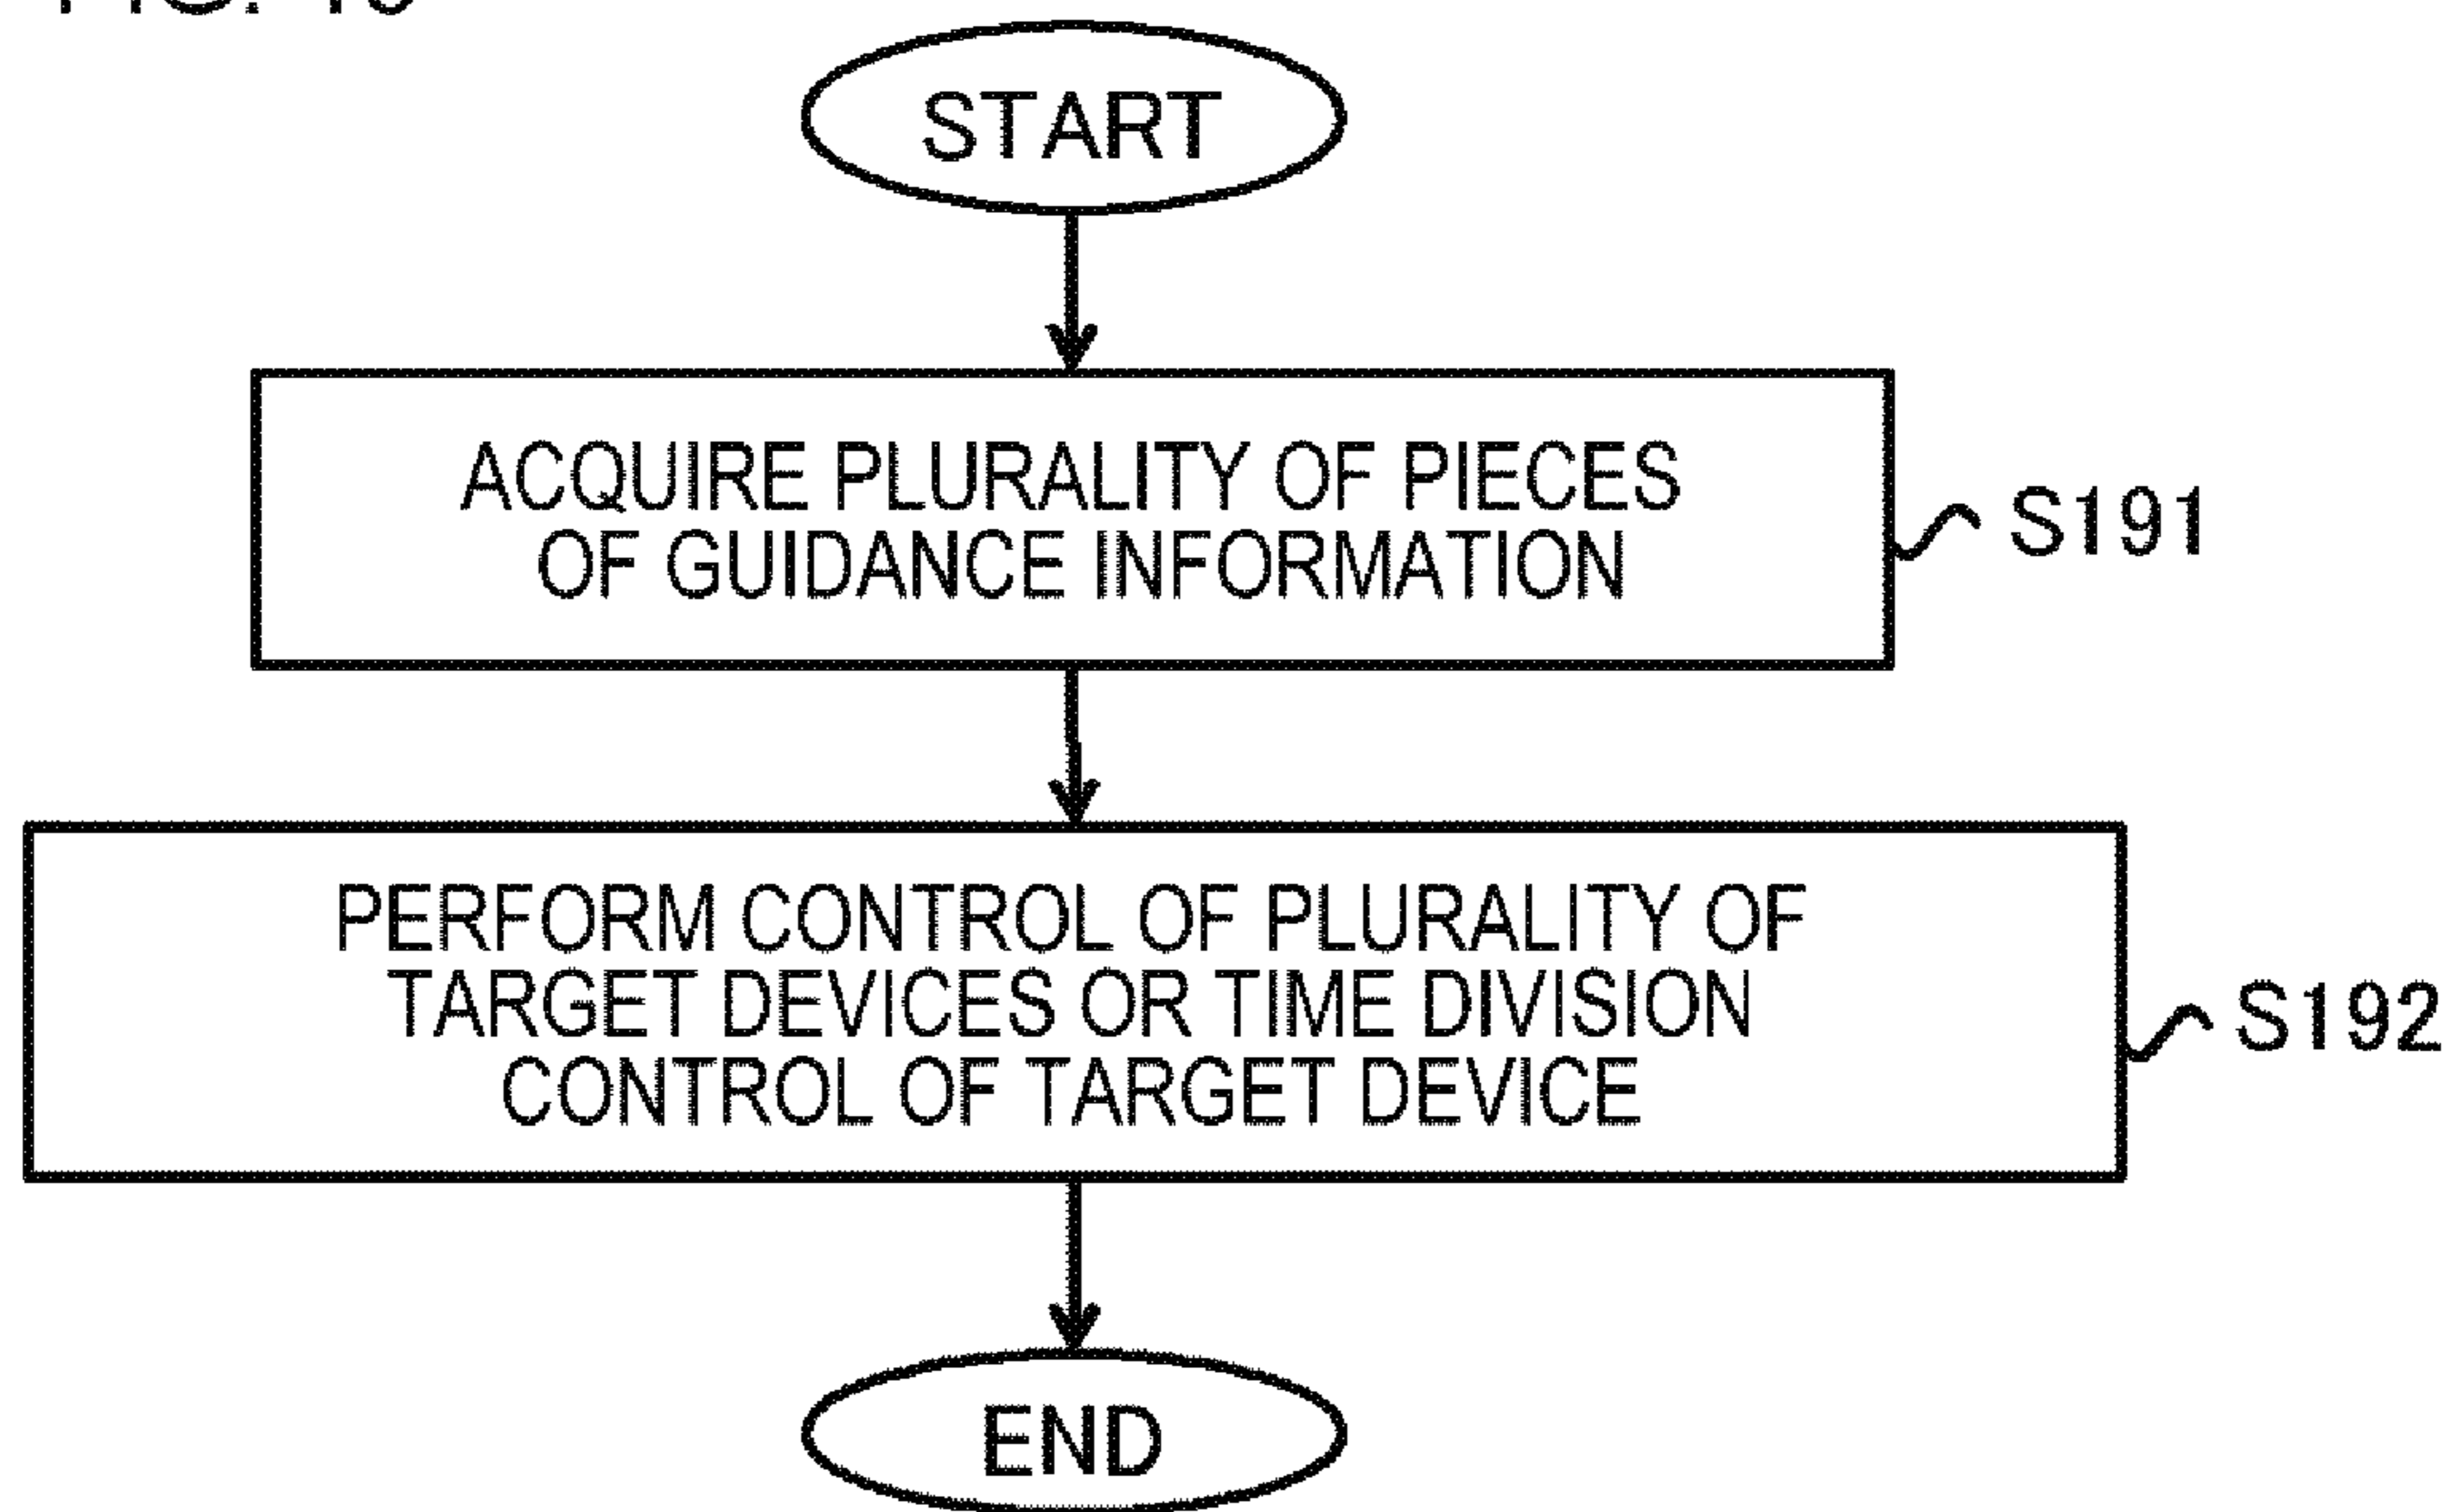 START
ACQUIRE PLURALITY OF PIECES
OF GUIDANCE INFORMATION
S191
PERFORM CONTROL OF PLURALITY OF
TARGET DEVICES OR TIME DIVISION
CONTROL OF TARGET DEVICE
S192
END